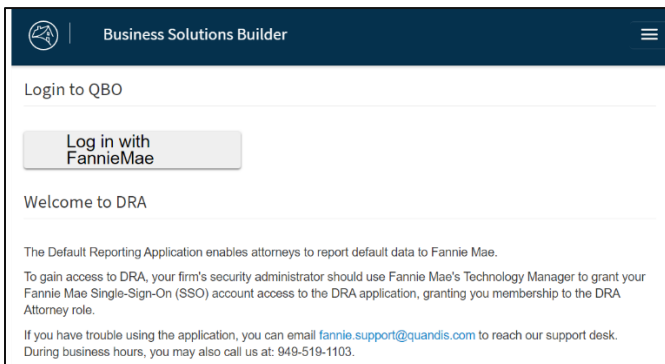 Business Solutions Builder
Login to QBO
Log in with
FannieMae
Welcome to DRA
The Default Reporting Application enables attorneys to report default data to Fannie Mae.
To gain access to DRA, your firm's security administrator should use Fannie Mae's Technology Manager to grant your
Fannie Mae Single-Sign-On (SSO) account access to the DRA application, granting you membership to the DRA
Attorney role.
If you have trouble using the application, you can email fannie.support@quandis.com to reach our support desk.
During business hours, you may also call us at: 949-519-1103.